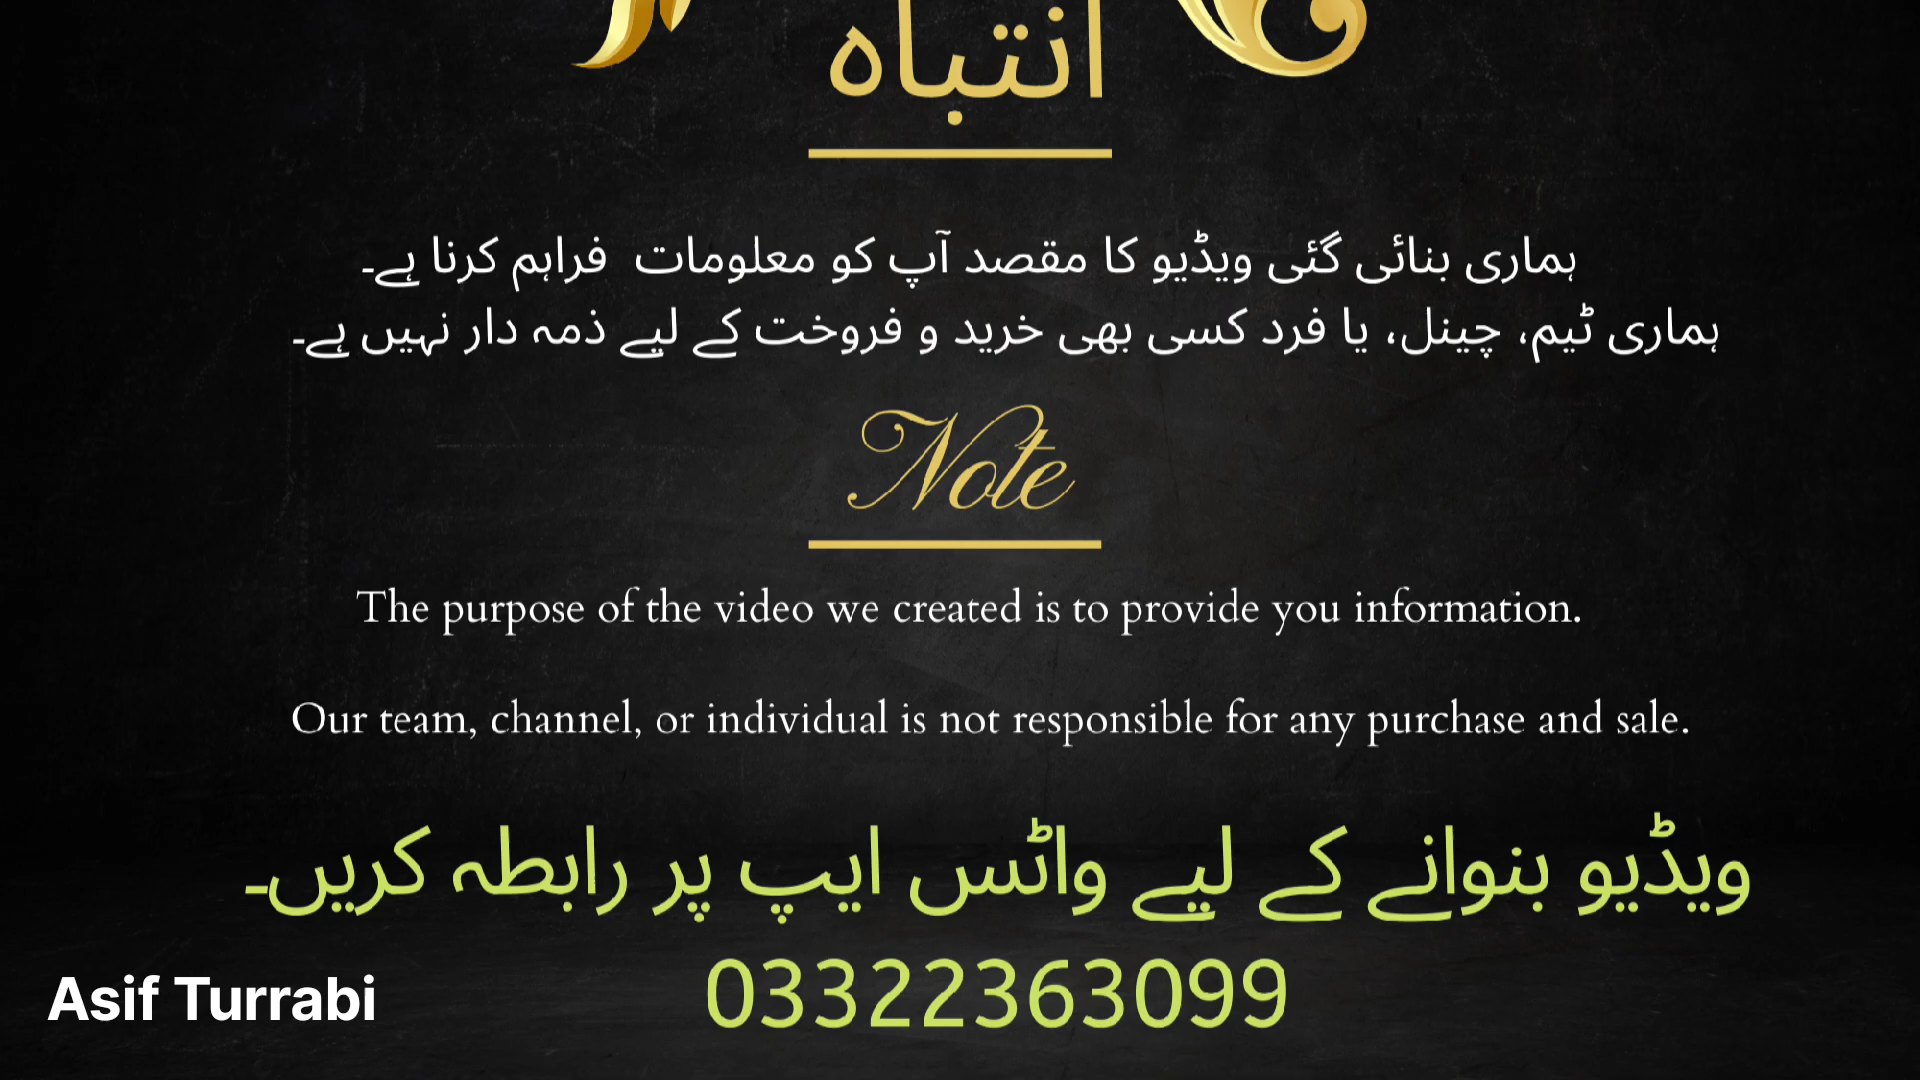 انتباہ
ہماری بنائی گئی ویڈیو کا مقصد آپ کو معلومات فراہم کرنا ہے۔
ہماری ٹیم، چینل، یا فرد کسی بھی خرید و فروخت کے لیے ذمہ دار نہیں ہے۔
Note
The purpose of the video we created is to provide you information.
Our team, channel, or individual is not responsible for any purchase and sale.
ویڈیو بنوانے کے لیے واٹس ایپ پر رابطہ کریں۔
03322363099
Asif Turrabi